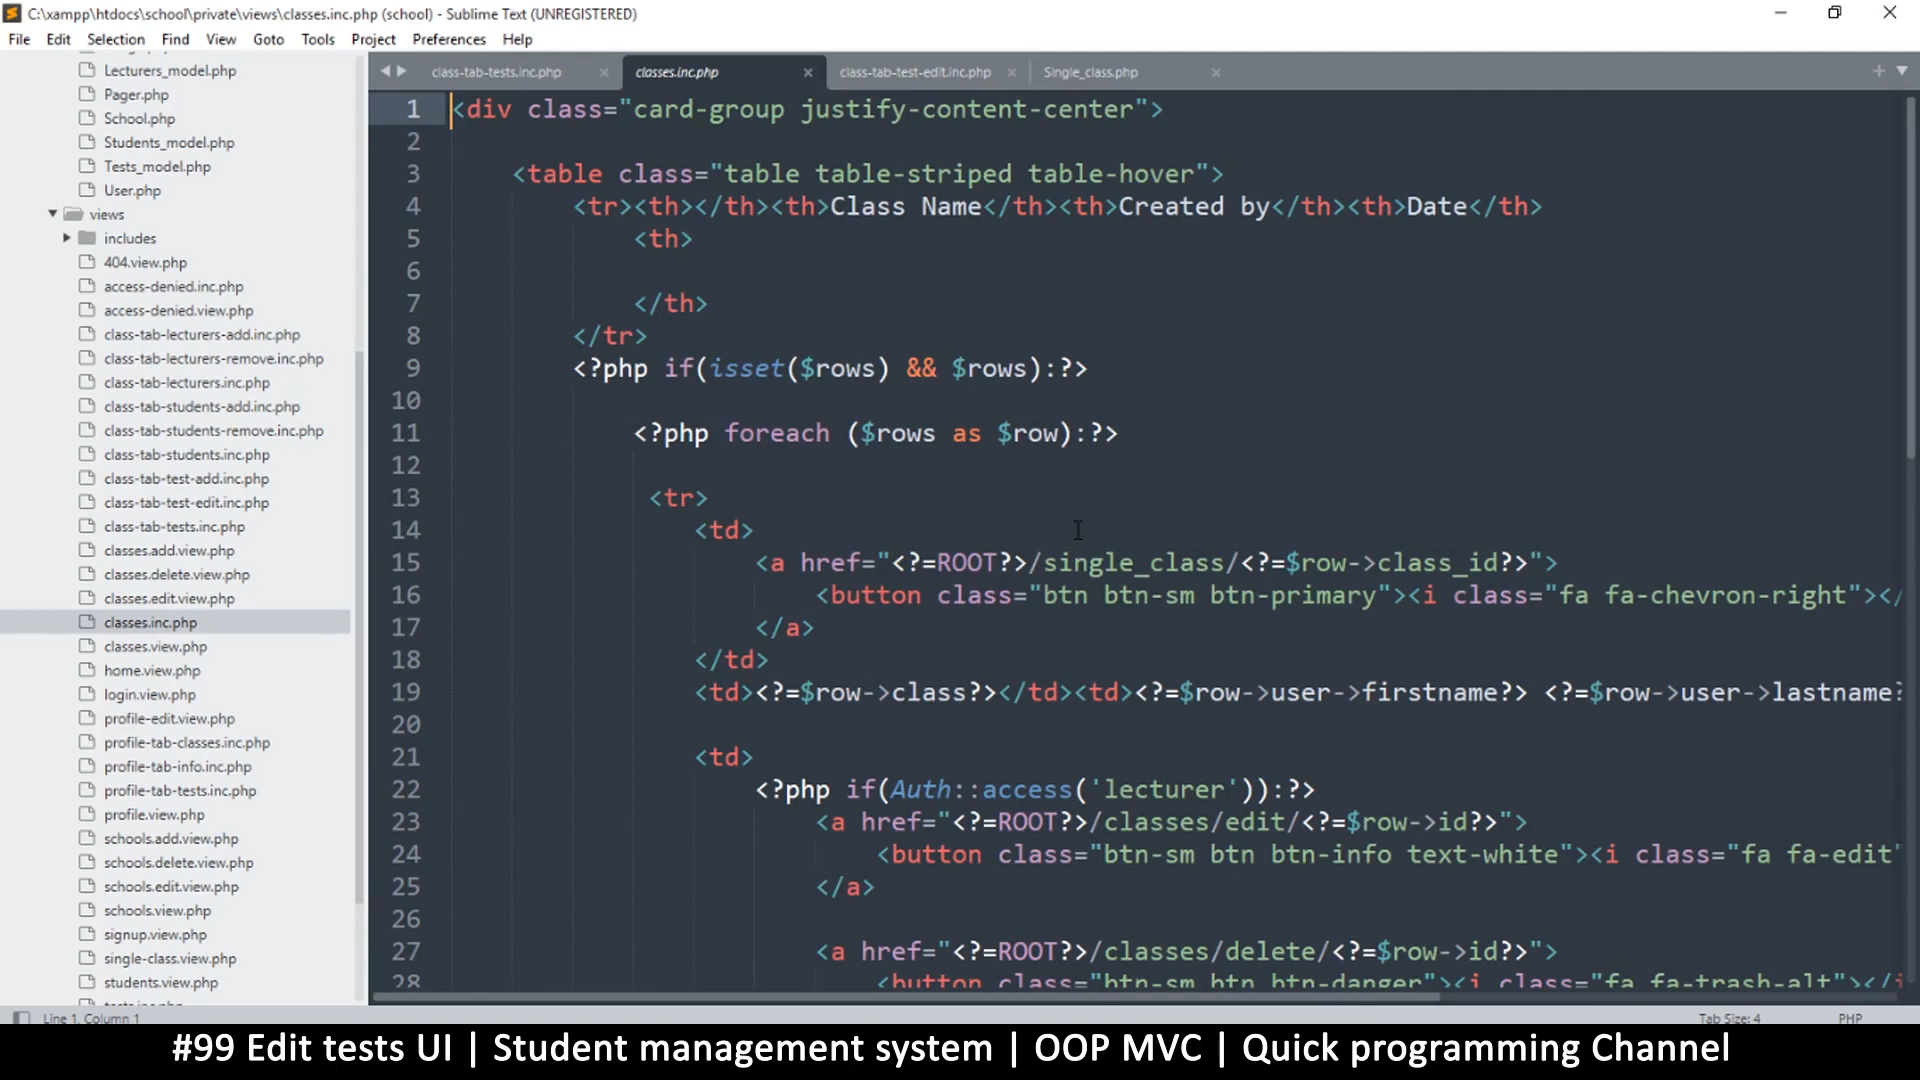 C:\xampp\htdocs\school\private\views\classes.inc.php (school) - Sublime Text (UNREGISTERED)
File Edit Selection Find View Goto Tools Project Preferences Help
Lecturers_model.php
Pager.php
School.php
Students_model.php
Tests_model.php
User.php
views
includes
404.view.php
access-denied.inc.php
access-denied.view.php
class-tab-lecturers-add.inc.php
class-tab-lecturers-remove.inc.php
class-tab-lecturers.inc.php
class-tab-students-add.inc.php
class-tab-students-remove.inc.php
class-tab-students.inc.php
class-tab-test-add.inc.php
class-tab-test-edit.inc.php
class-tab-tests.inc.php
classes.add.view.php
classes.delete.view.php
classes.edit.view.php
classes.inc.php
classes.view.php
home.view.php
login.view.php
profile-edit.view.php
profile-tab-classes.inc.php
profile-tab-info.inc.php
profile-tab-tests.inc.php
profile.view.php
schools.add.view.php
schools.delete.view.php
schools.edit.view.php
schools.view.php
signup.view.php
single-class.view.php
students.view.php
tests.inc.php
class-tab-tests.inc.php classes.inc.php class-tab-test-edit.inc.php Single_class.php
1 <div class="card-group justify-content-center">
2
3 <table class="table table-striped table-hover">
4 <tr><th></th><th>Class Name</th><th>Created by</th><th>Date</th>
5 <th>
6
7 </th>
8 </tr>
9 <?php if(isset($rows) && $rows):?>
10
11 <?php foreach ($rows as $row):?>
12
13 <tr>
14 <td>
15 <a href="<?=ROOT?>/single_class/<?=$row->class_id?>">
16 <button class="btn btn-sm btn-primary"><i class="fa fa-chevron-right"></
17 </a>
18 </td>
19 <td><?=$row->class?></td><td><?=$row->user->firstname?> <?=$row->user->lastname?
20
21 <td>
22 <?php if(Auth::access('lecturer')):?>
23 <a href="<?=ROOT?>/classes/edit/<?=$row->id?>">
24 <button class="btn-sm btn btn-info text-white"><i class="fa fa-edit"
25 </a>
26
27 <a href="<?=ROOT?>/classes/delete/<?=$row->id?>">
28 <button class="btn-sm btn btn-danger"><i class="fa fa-trash-alt"></i
Line 1, Column 1 Tab Size: 4 PHP
#99 Edit tests UI | Student management system | OOP MVC | Quick programming Channel